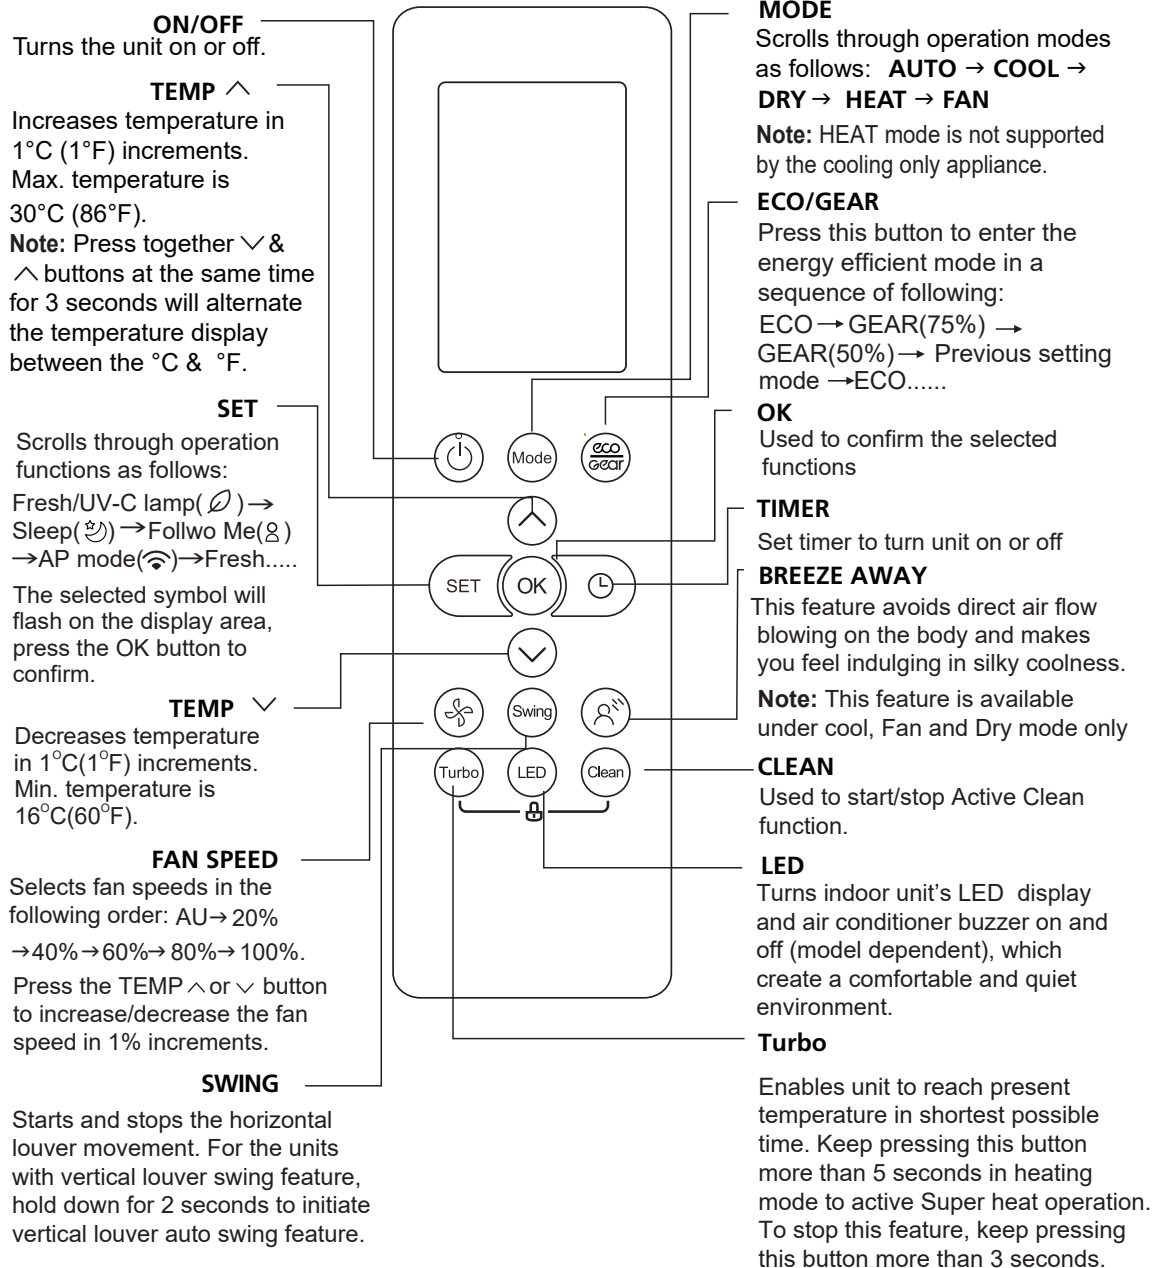 ON/OFF
Turns the unit on or off.
TEMP ︿
Increases temperature in
1°C (1°F) increments.
Max. temperature is
30°C (86°F).
Note: Press together ﹀ &
︿ buttons at the same time
for 3 seconds will alternate
the temperature display
between the °C & °F.
SET
Scrolls through operation
functions as follows:
Fresh/UV-C lamp( ) →
Sleep( ) → Follwo Me( )
→AP mode( )→Fresh.....
The selected symbol will
flash on the display area,
press the OK button to
confirm.
TEMP ﹀
Decreases temperature
in 1°C(1°F) increments.
Min. temperature is
16°C(60°F).
FAN SPEED
Selects fan speeds in the
following order: AU→ 20%
→40%→60%→ 80%→ 100%.
Press the TEMP ︿ or ﹀ button
to increase/decrease the fan
speed in 1% increments.
SWING
Starts and stops the horizontal
louver movement. For the units
with vertical louver swing feature,
hold down for 2 seconds to initiate
vertical louver auto swing feature.
Mode
eco
Gear
SET
OK
Swing
Turbo
LED
Clean
MODE
Scrolls through operation modes
as follows: AUTO → COOL →
DRY → HEAT → FAN
Note: HEAT mode is not supported
by the cooling only appliance.
ECO/GEAR
Press this button to enter the
energy efficient mode in a
sequence of following:
ECO → GEAR(75%) →
GEAR(50%)→ Previous setting
mode →ECO......
OK
Used to confirm the selected
functions
TIMER
Set timer to turn unit on or off
BREEZE AWAY
This feature avoids direct air flow
blowing on the body and makes
you feel indulging in silky coolness.
Note: This feature is available
under cool, Fan and Dry mode only
CLEAN
Used to start/stop Active Clean
function.
LED
Turns indoor unit's LED display
and air conditioner buzzer on and
off (model dependent), which
create a comfortable and quiet
environment.
Turbo
Enables unit to reach present
temperature in shortest possible
time. Keep pressing this button
more than 5 seconds in heating
mode to active Super heat operation.
To stop this feature, keep pressing
this button more than 3 seconds.